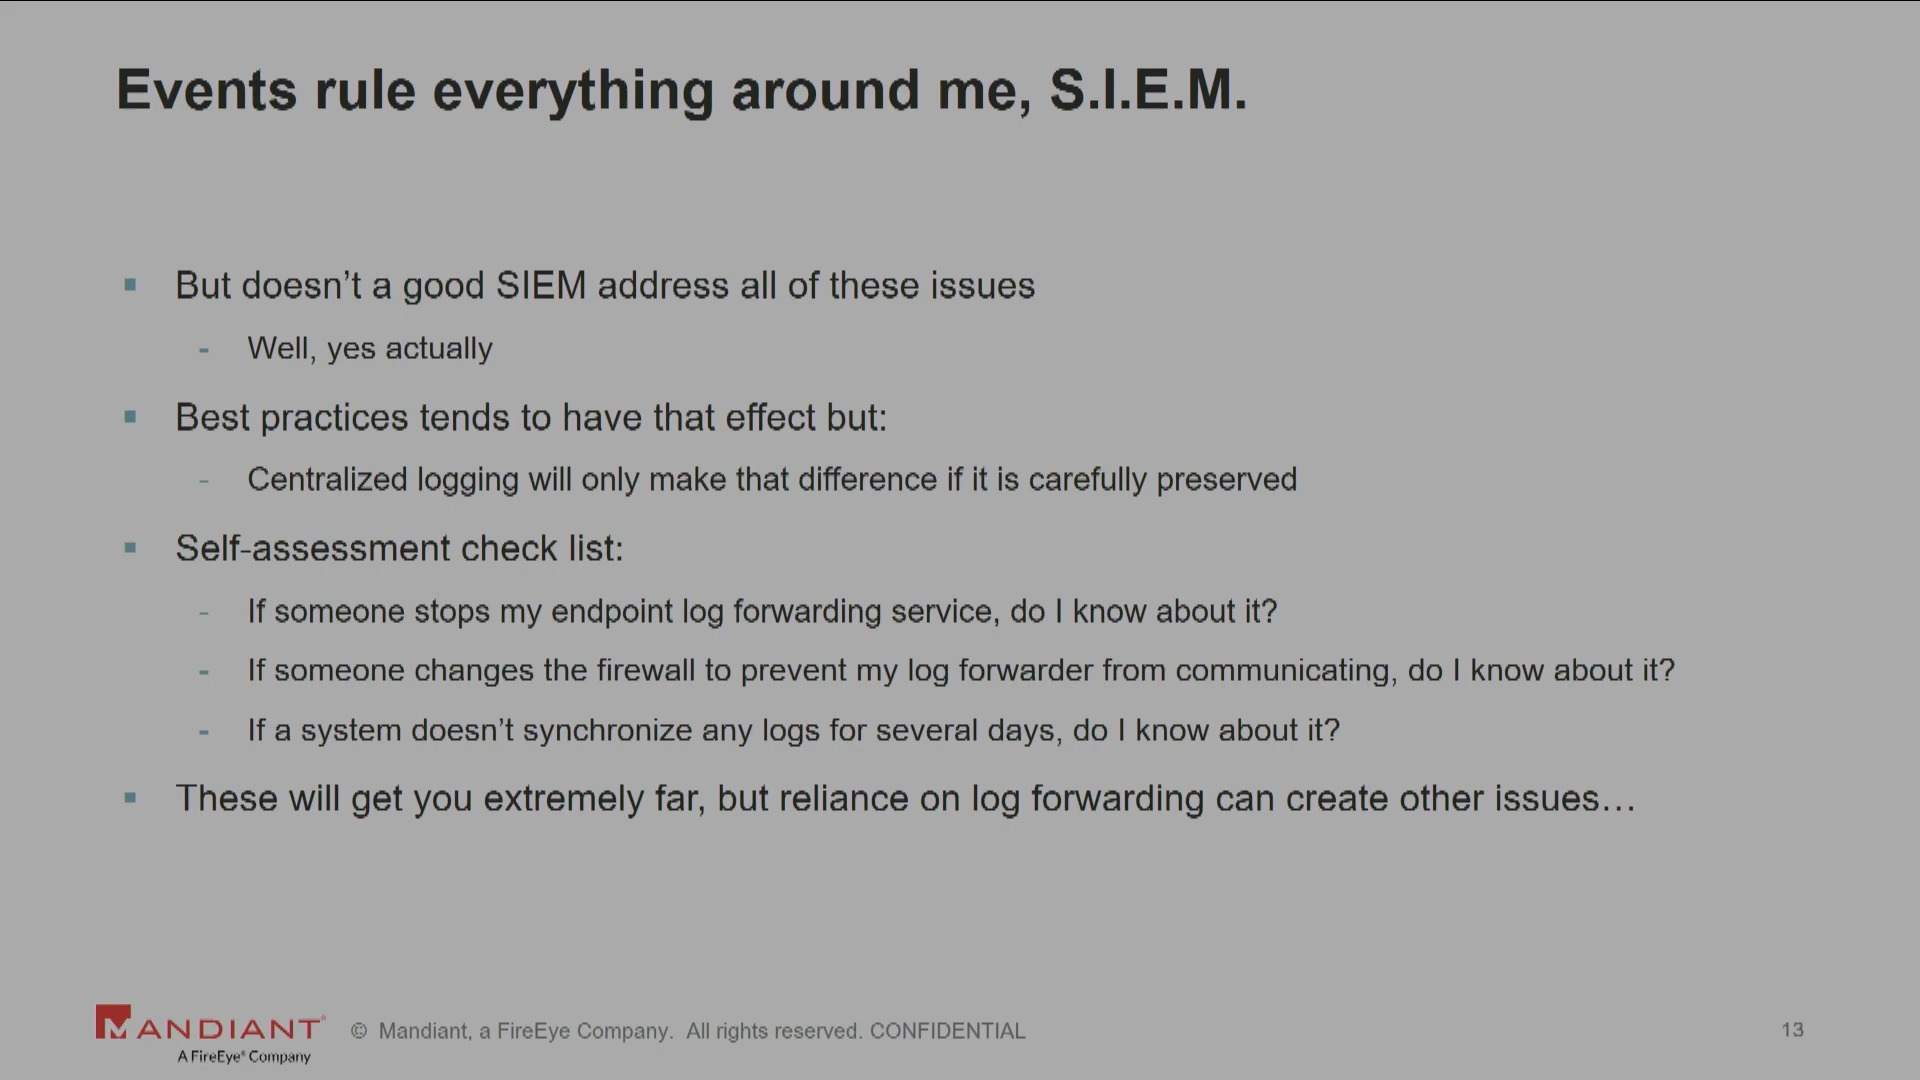 Events rule everything around me, S.I.E.M.
But doesn’t a good SIEM address all of these issues
- Well, yes actually
Best practices tends to have that effect but:
- Centralized logging will only make that difference if it is carefully preserved
Self-assessment check list:
- If someone stops my endpoint log forwarding service, do I know about it?
- If someone changes the firewall to prevent my log forwarder from communicating, do I know about it?
- If a system doesn’t synchronize any logs for several days, do I know about it?
These will get you extremely far, but reliance on log forwarding can create other issues…
MANDIANT®
A FireEye® Company
© Mandiant, a FireEye Company. All rights reserved. CONFIDENTIAL
13